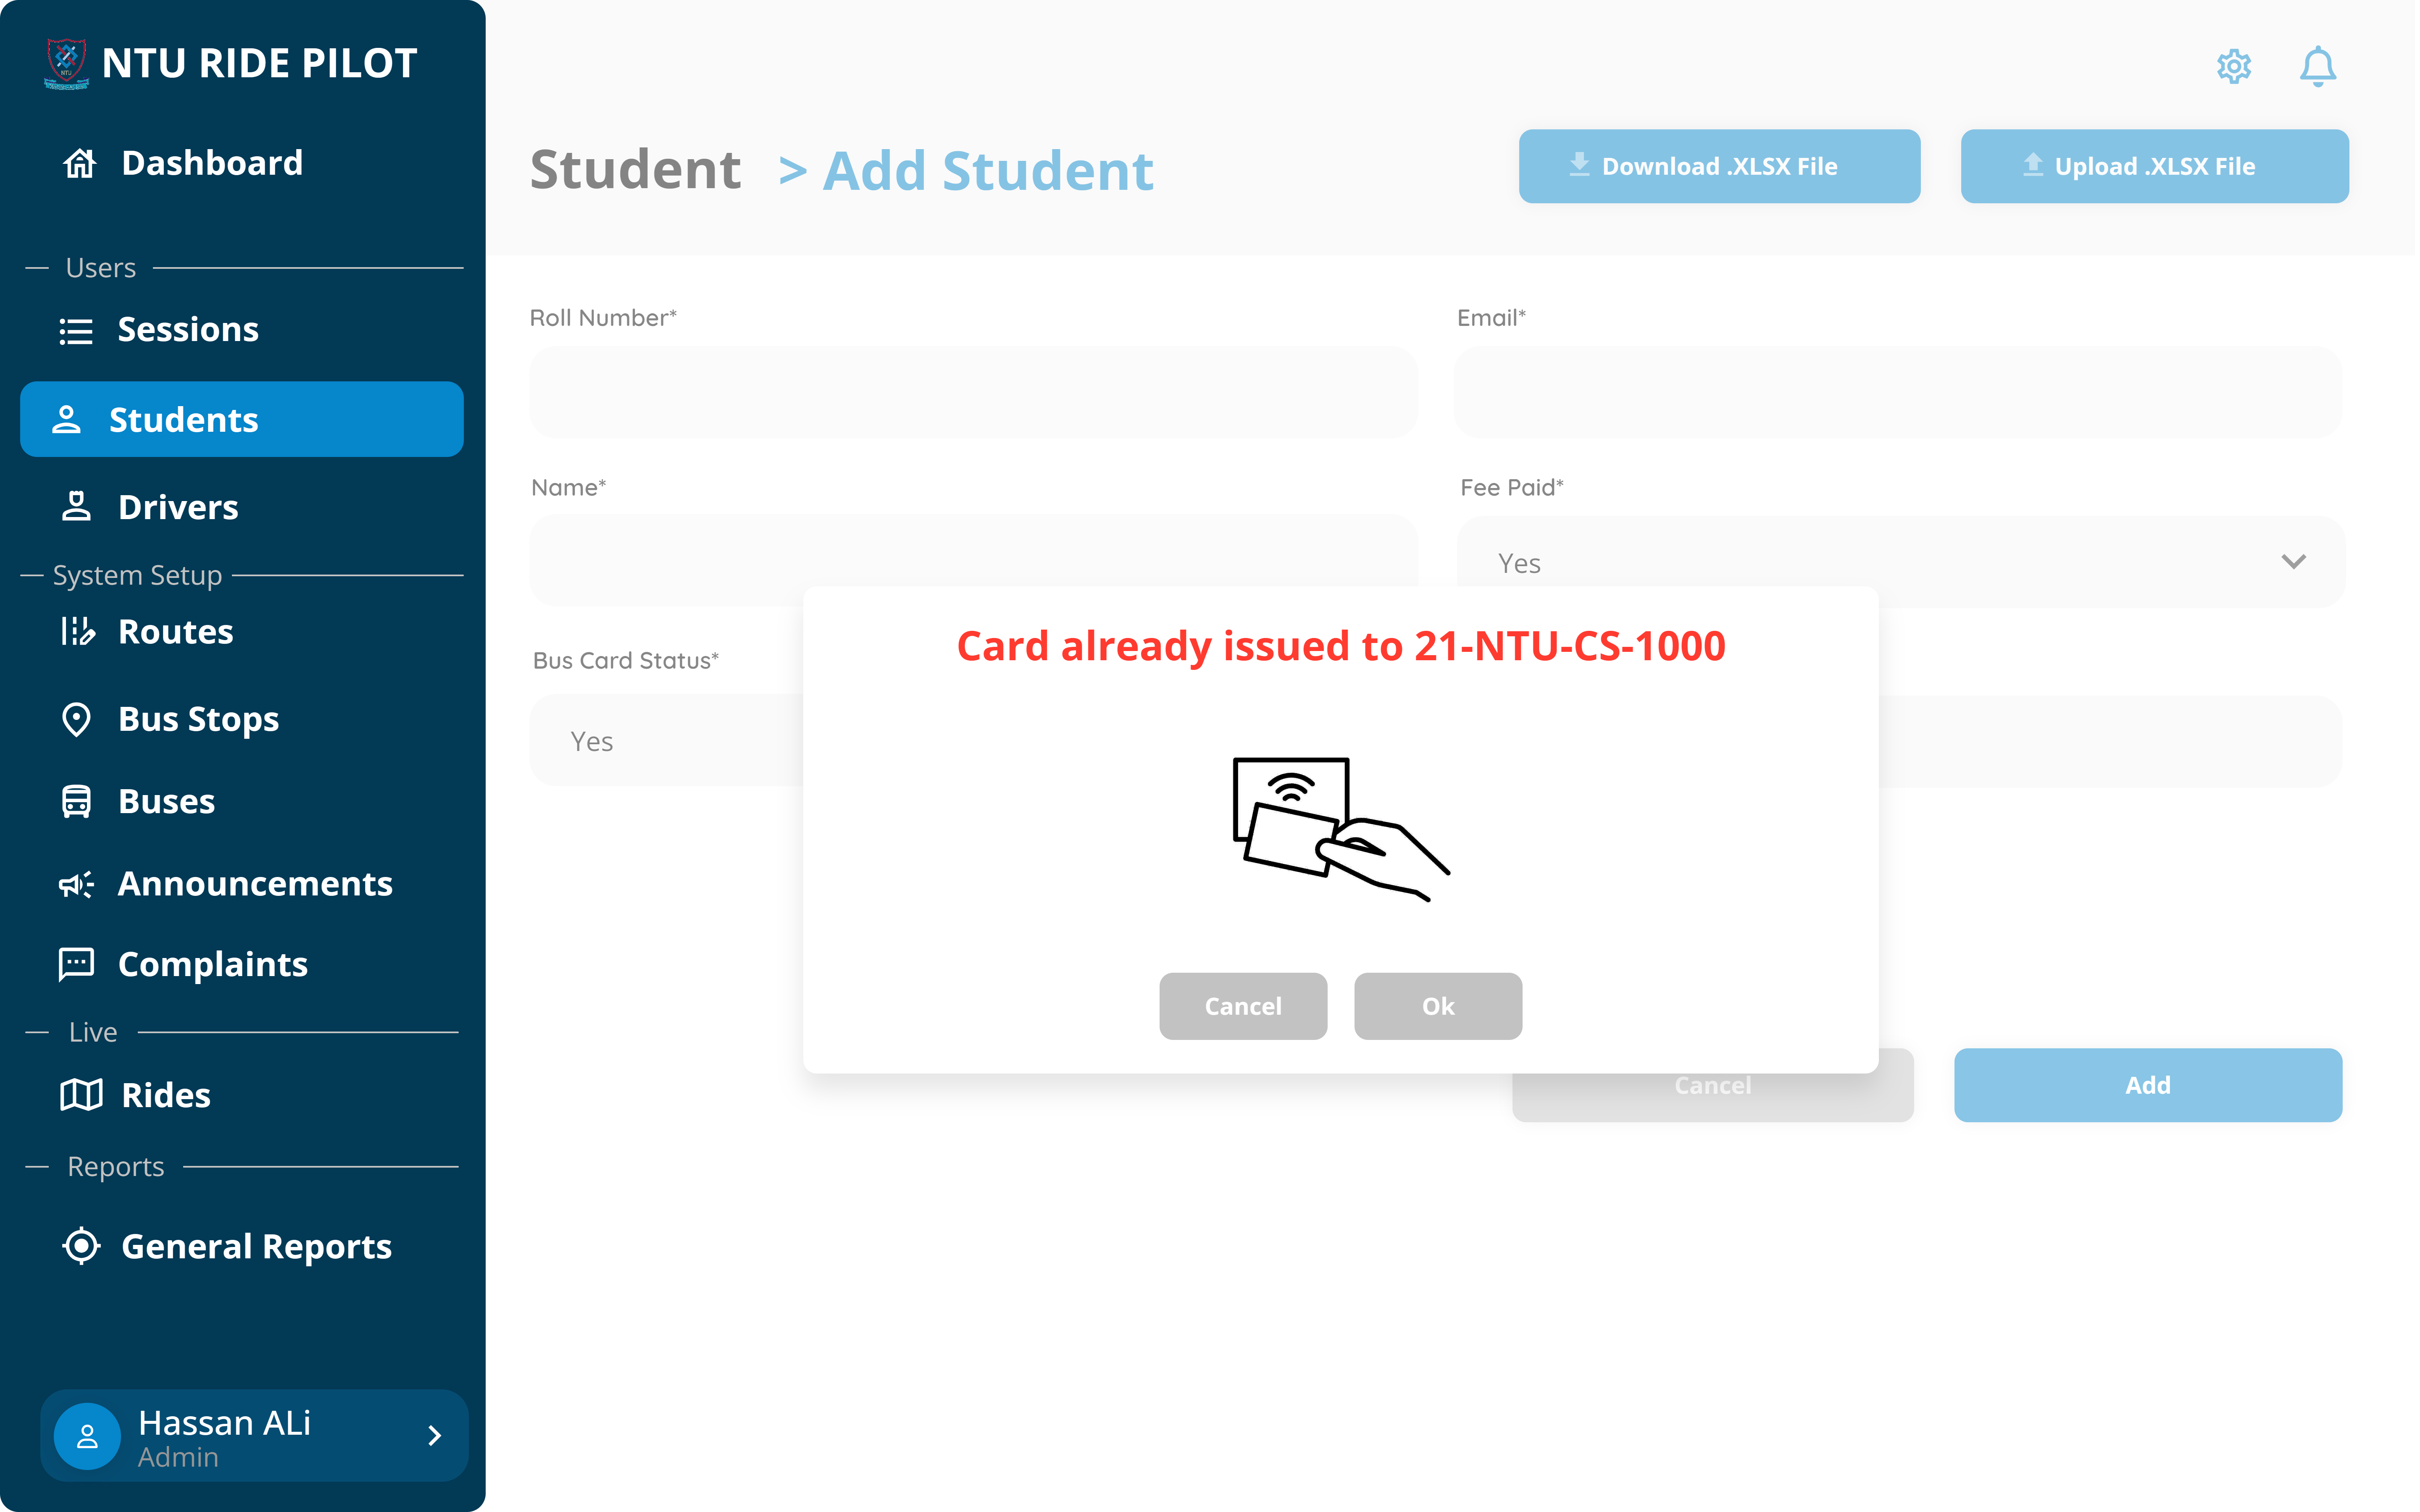 NTU RIDE PILOT
Dashboard
Users
Sessions
Students
Drivers
System Setup
Routes
Bus Stops
Buses
Announcements
Complaints
Live
Rides
Reports
General Reports
Hassan ALi
Admin
Student > Add Student
Download .XLSX File
Upload .XLSX File
Roll Number*
Email*
Name*
Fee Paid*
Yes
Bus Card Status*
Yes
Card already issued to 21-NTU-CS-1000
Cancel
Ok
Cancel
Add